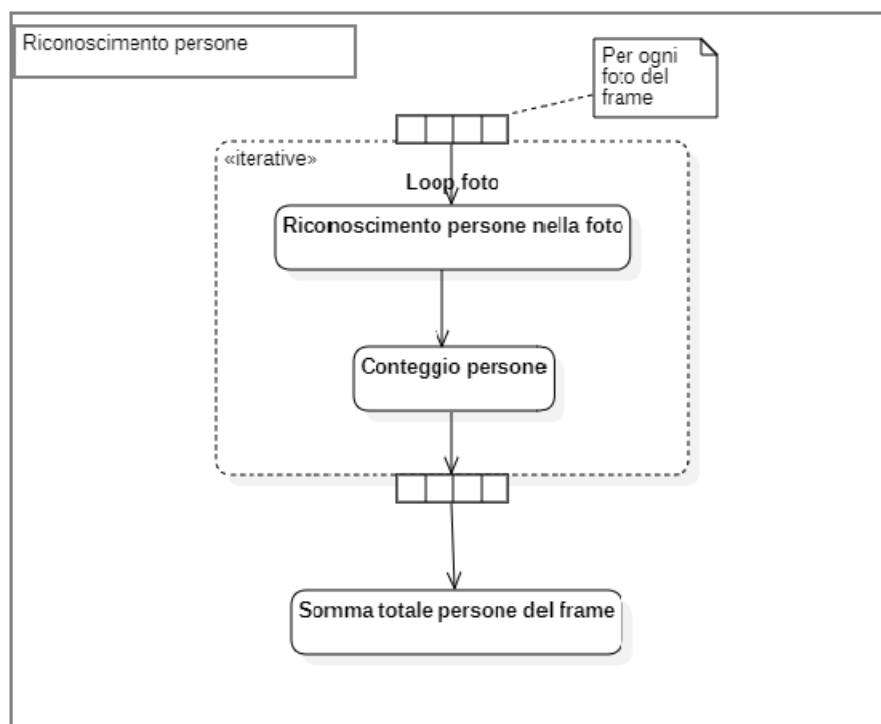 Riconoscimento persone
Per ogni
foto del
frame
«iterative»
Loop foto
Riconoscimento persone nella foto
Conteggio persone
Somma totale persone del frame